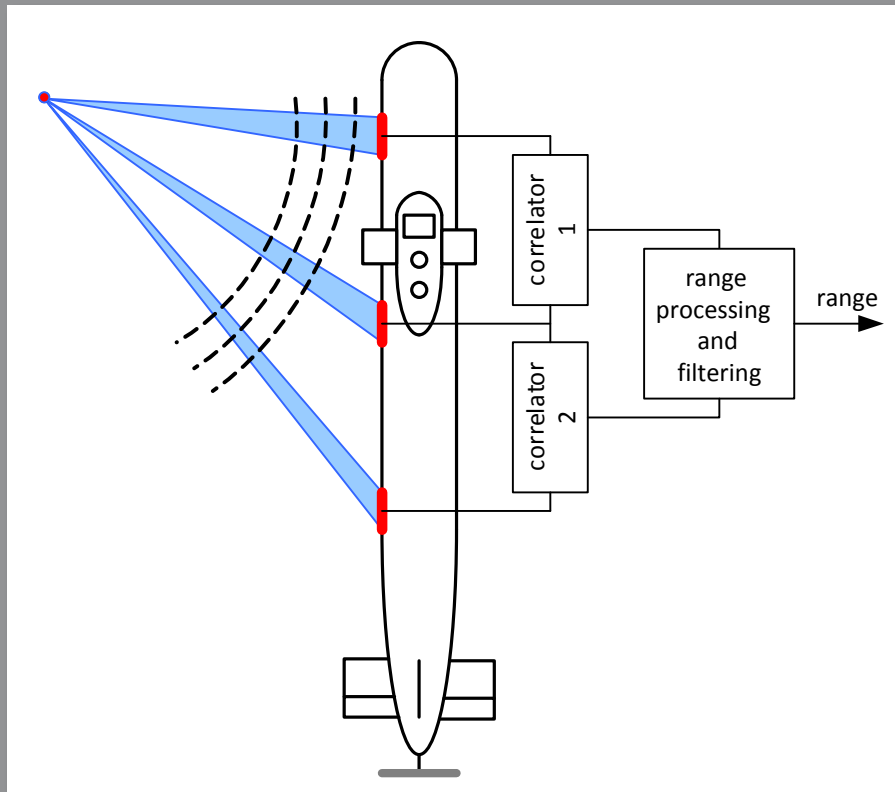 correlator
1
range
processing
and
filtering
range
correlator
2